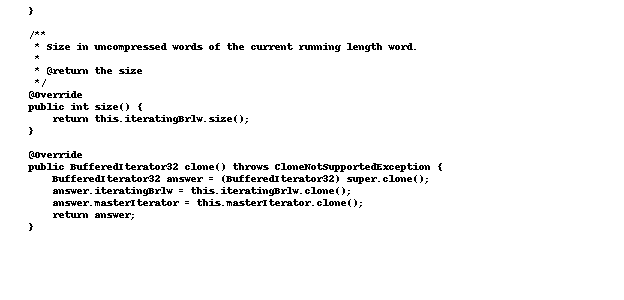 }

/**
 * Size in uncompressed words of the current running length word.
 *
 * @return the size
 */
@Override
public int size() {
    return this.iteratingBrlw.size();
}

@Override
public BufferedIterator32 clone() throws CloneNotSupportedException {
    BufferedIterator32 answer = (BufferedIterator32) super.clone();
    answer.iteratingBrlw = this.iteratingBrlw.clone();
    answer.masterIterator = this.masterIterator.clone();
    return answer;
}